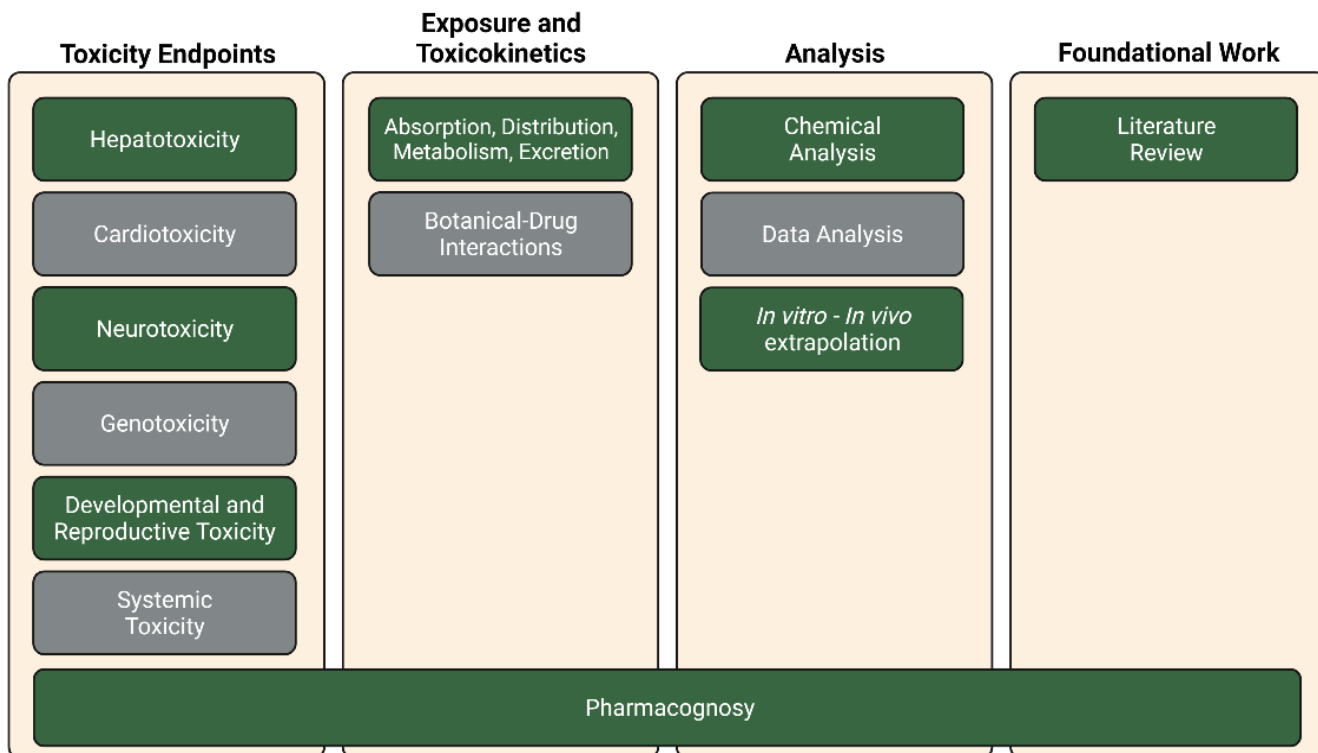 Toxicity Endpoints
Hepatotoxicity
Cardiotoxicity
Neurotoxicity
Genotoxicity
Developmental and
Reproductive Toxicity
Systemic
Toxicity
Exposure and
Toxicokinetics
Absorption, Distribution,
Metabolism, Excretion
Botanical-Drug
Interactions
Analysis
Chemical
Analysis
Data Analysis
In vitro - In vivo
extrapolation
Foundational Work
Literature
Review
Pharmacognosy